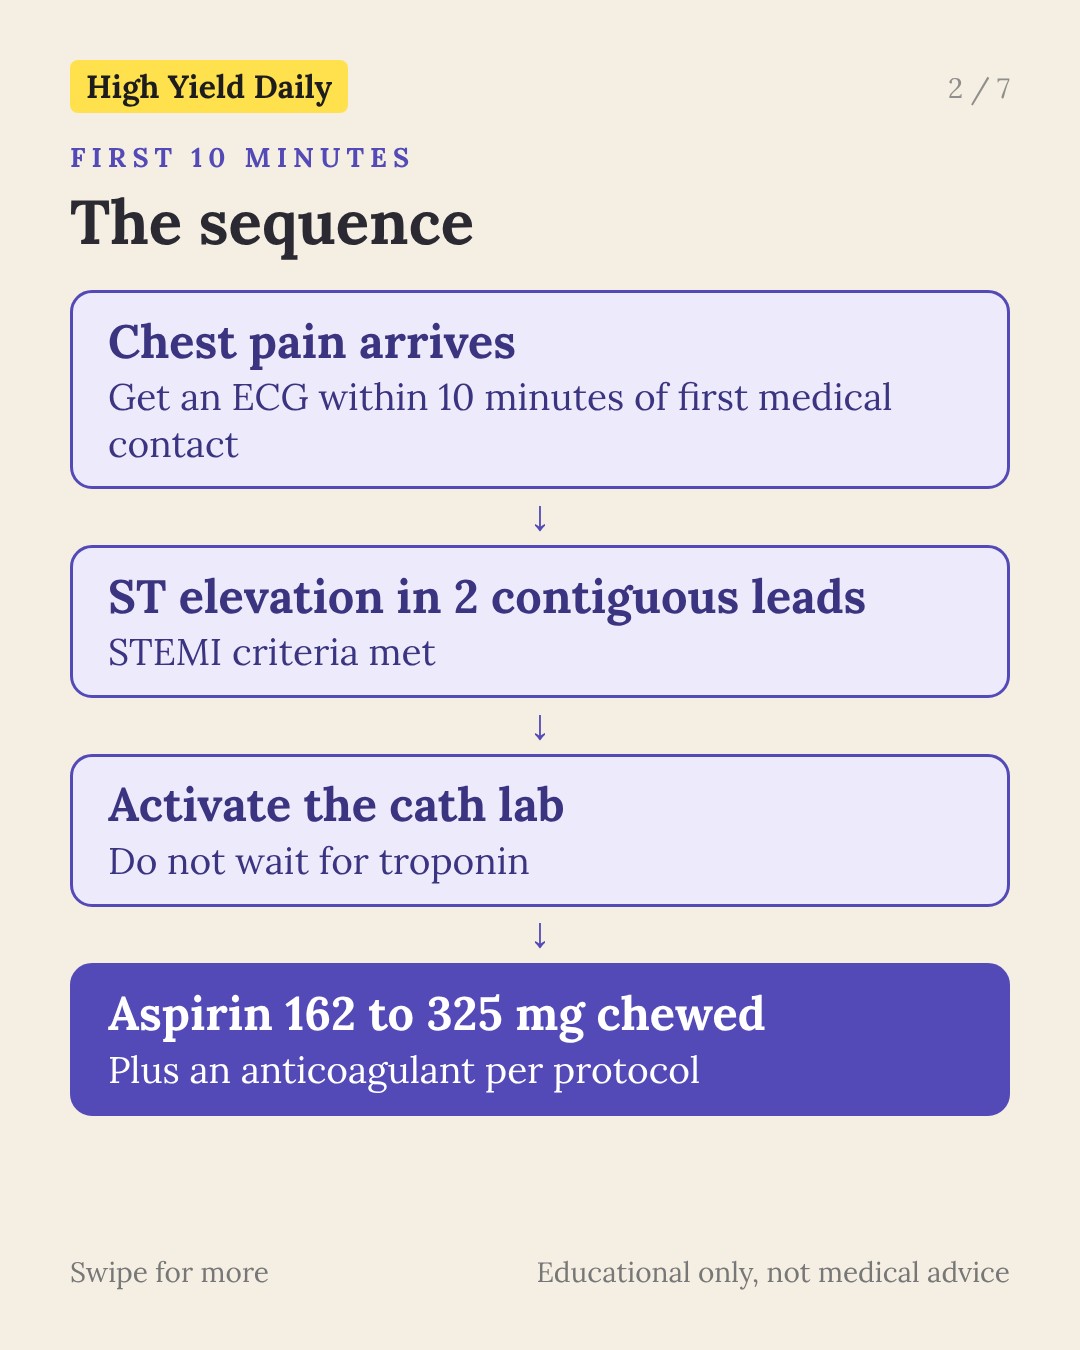 High Yield Daily
2 / 7
FIRST 10 MINUTES
The sequence
Chest pain arrives
Get an ECG within 10 minutes of first medical
contact
↓
ST elevation in 2 contiguous leads
STEMI criteria met
↓
Activate the cath lab
Do not wait for troponin
↓
Aspirin 162 to 325 mg chewed
Plus an anticoagulant per protocol
Swipe for more
Educational only, not medical advice